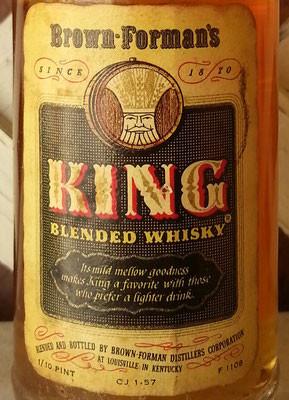 Brown-Forman's
SINCE 1870
KING®
BLENDED WHISKY
Its mild mellow goodness
makes King a favorite with those
who prefer a lighter drink.
BLENDED AND BOTTLED BY BROWN-FORMAN DISTILLERS CORPORATION
AT LOUISVILLE IN KENTUCKY
1/10 PINT
CJ 1-57
F 1108